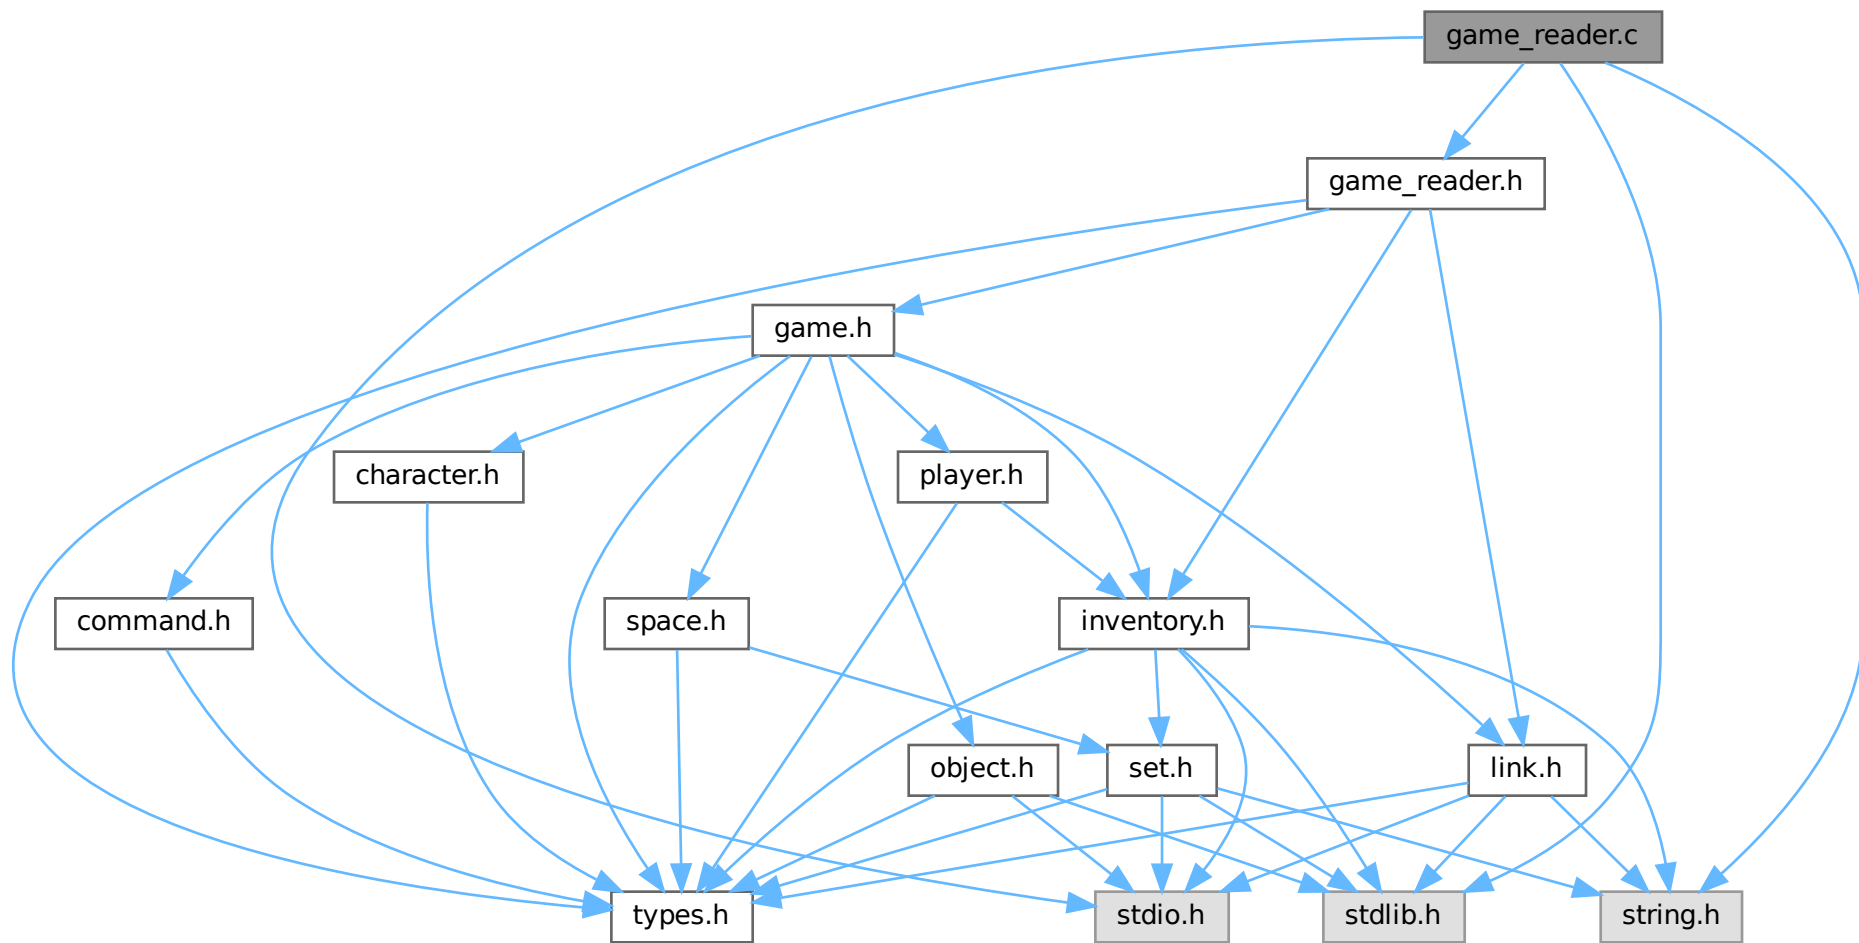 game_reader.c
game_reader.h
game.h
character.h
player.h
command.h
space.h
inventory.h
object.h
set.h
link.h
types.h
stdio.h
stdlib.h
string.h